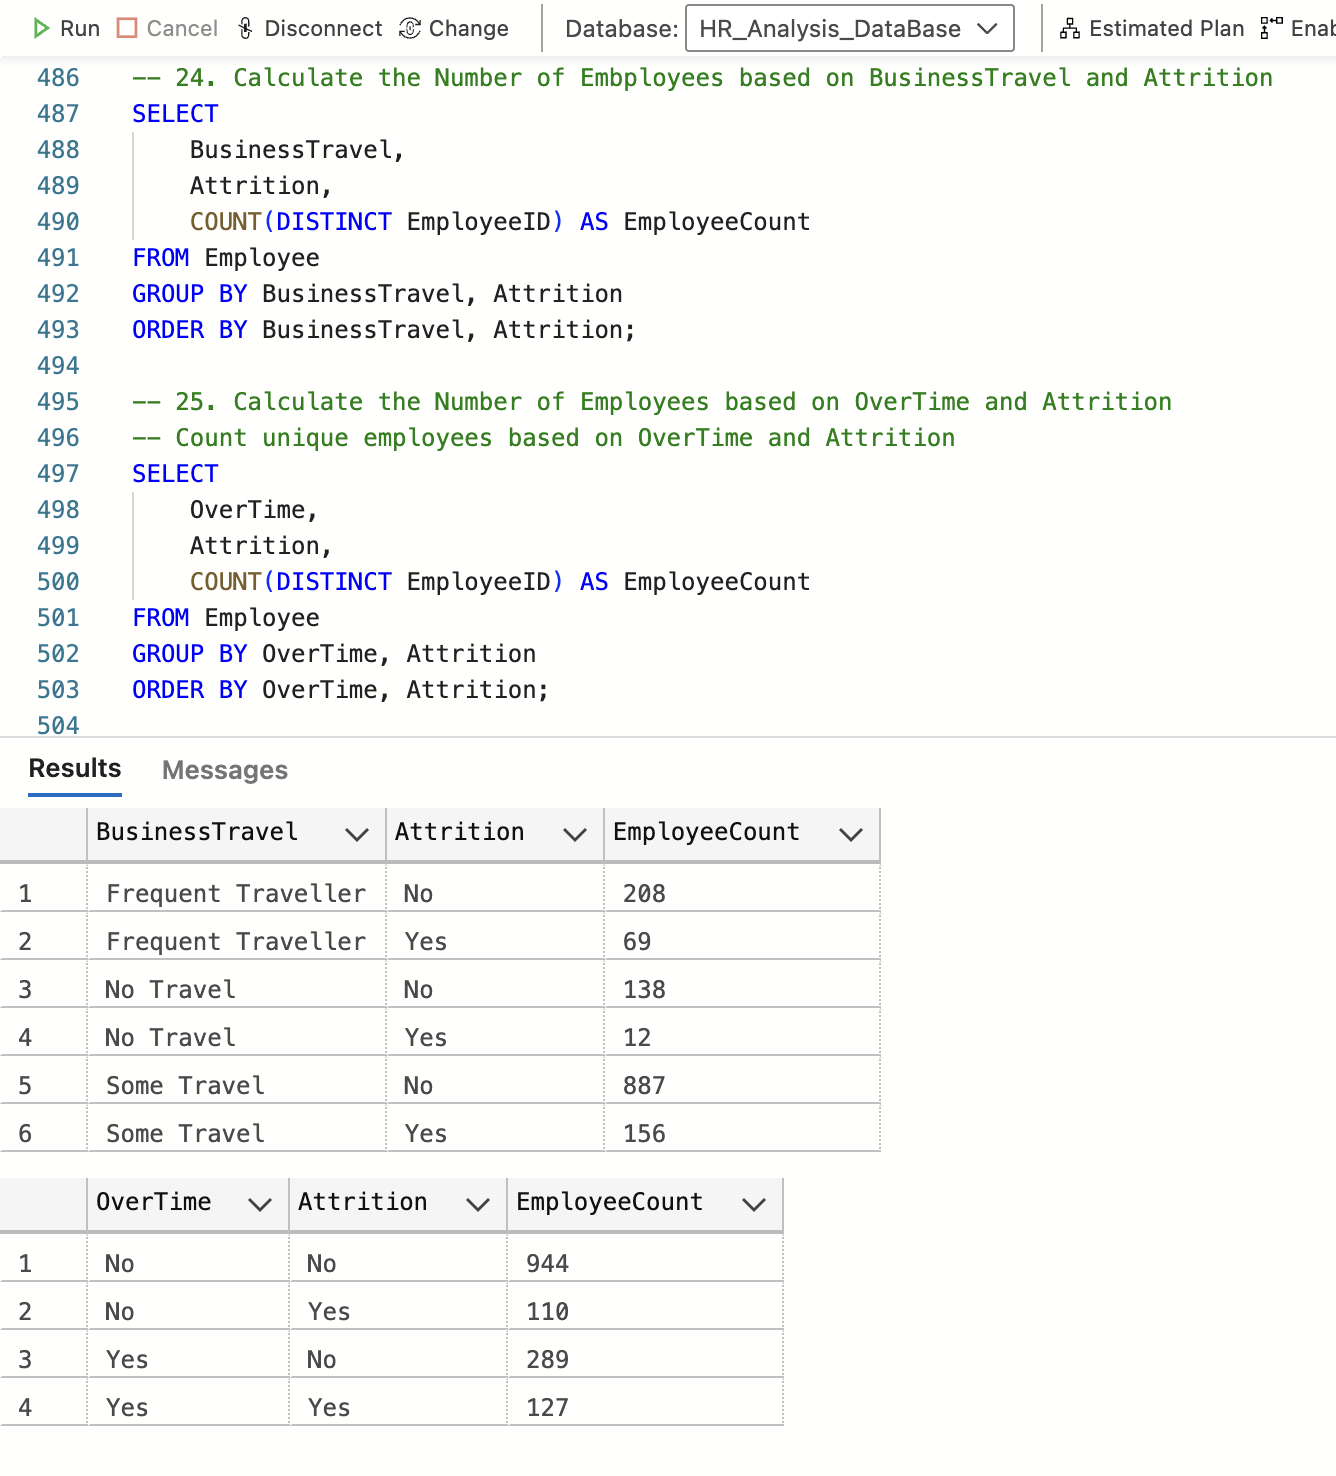 Run Cancel Disconnect Change Database: HR_Analysis_DataBase Estimated Plan Enab
486 -- 24. Calculate the Number of Embployees based on BusinessTravel and Attrition
487 SELECT
488 BusinessTravel,
489 Attrition,
490 COUNT(DISTINCT EmployeeID) AS EmployeeCount
491 FROM Employee
492 GROUP BY BusinessTravel, Attrition
493 ORDER BY BusinessTravel, Attrition;
494
495 -- 25. Calculate the Number of Employees based on OverTime and Attrition
496 -- Count unique employees based on OverTime and Attrition
497 SELECT
498 OverTime,
499 Attrition,
500 COUNT(DISTINCT EmployeeID) AS EmployeeCount
501 FROM Employee
502 GROUP BY OverTime, Attrition
503 ORDER BY OverTime, Attrition;
504
Results Messages
BusinessTravel Attrition EmployeeCount
1 Frequent Traveller No 208
2 Frequent Traveller Yes 69
3 No Travel No 138
4 No Travel Yes 12
5 Some Travel No 887
6 Some Travel Yes 156
OverTime Attrition EmployeeCount
1 No No 944
2 No Yes 110
3 Yes No 289
4 Yes Yes 127